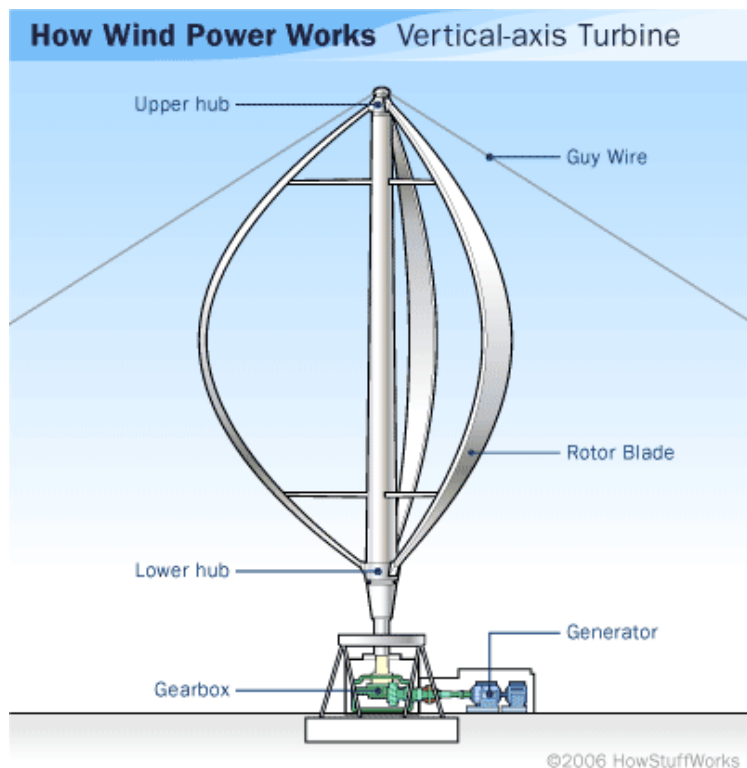 How Wind Power Works Vertical-axis Turbine
Upper hub
Guy Wire
Rotor Blade
Lower hub
Generator
Gearbox
©2006 HowStuffWorks